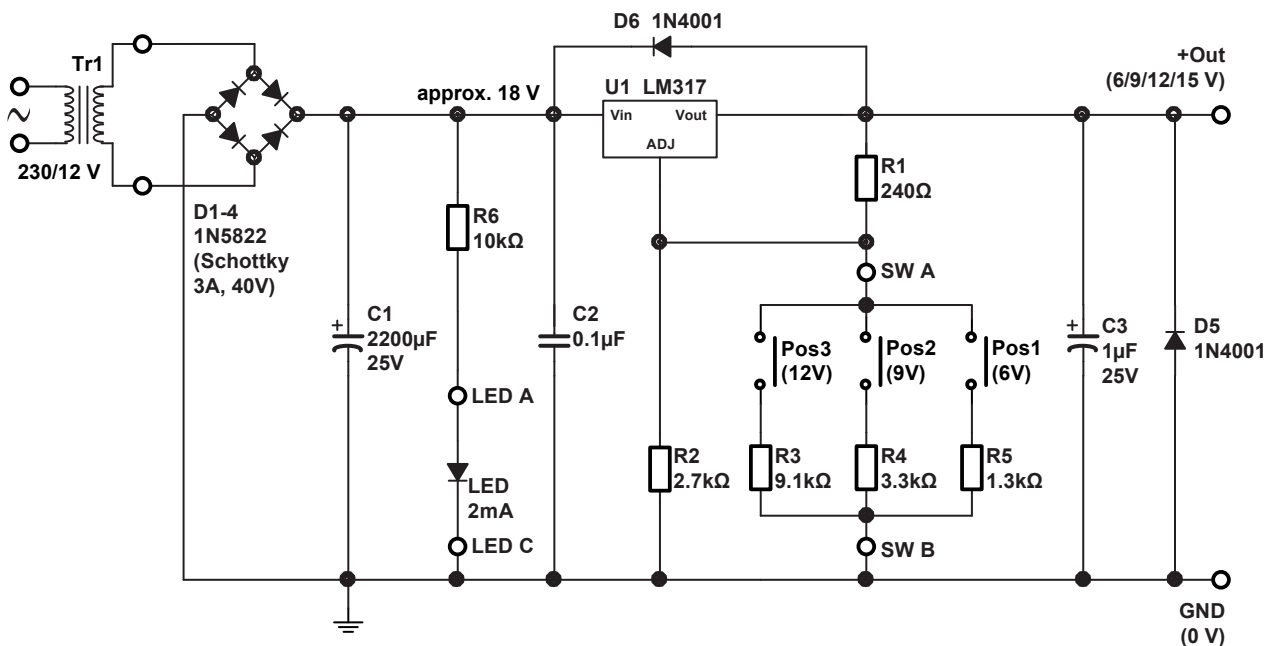 D6 1N4001
+Out
(6/9/12/15 V)
Tr1
approx. 18 V
U1 LM317
Vin
Vout
ADJ
~
230/12 V
R1
240Ω
D1-4
1N5822
(Schottky
3A, 40V)
R6
10kΩ
SW A
C1
+
2200µF
25V
C2
0.1µF
Pos3
(12V)
Pos2
(9V)
Pos1
(6V)
+
C3
1µF
25V
D5
1N4001
LED A
R2
2.7kΩ
R3
9.1kΩ
R4
3.3kΩ
R5
1.3kΩ
LED
2mA
LED C
SW B
GND
(0 V)